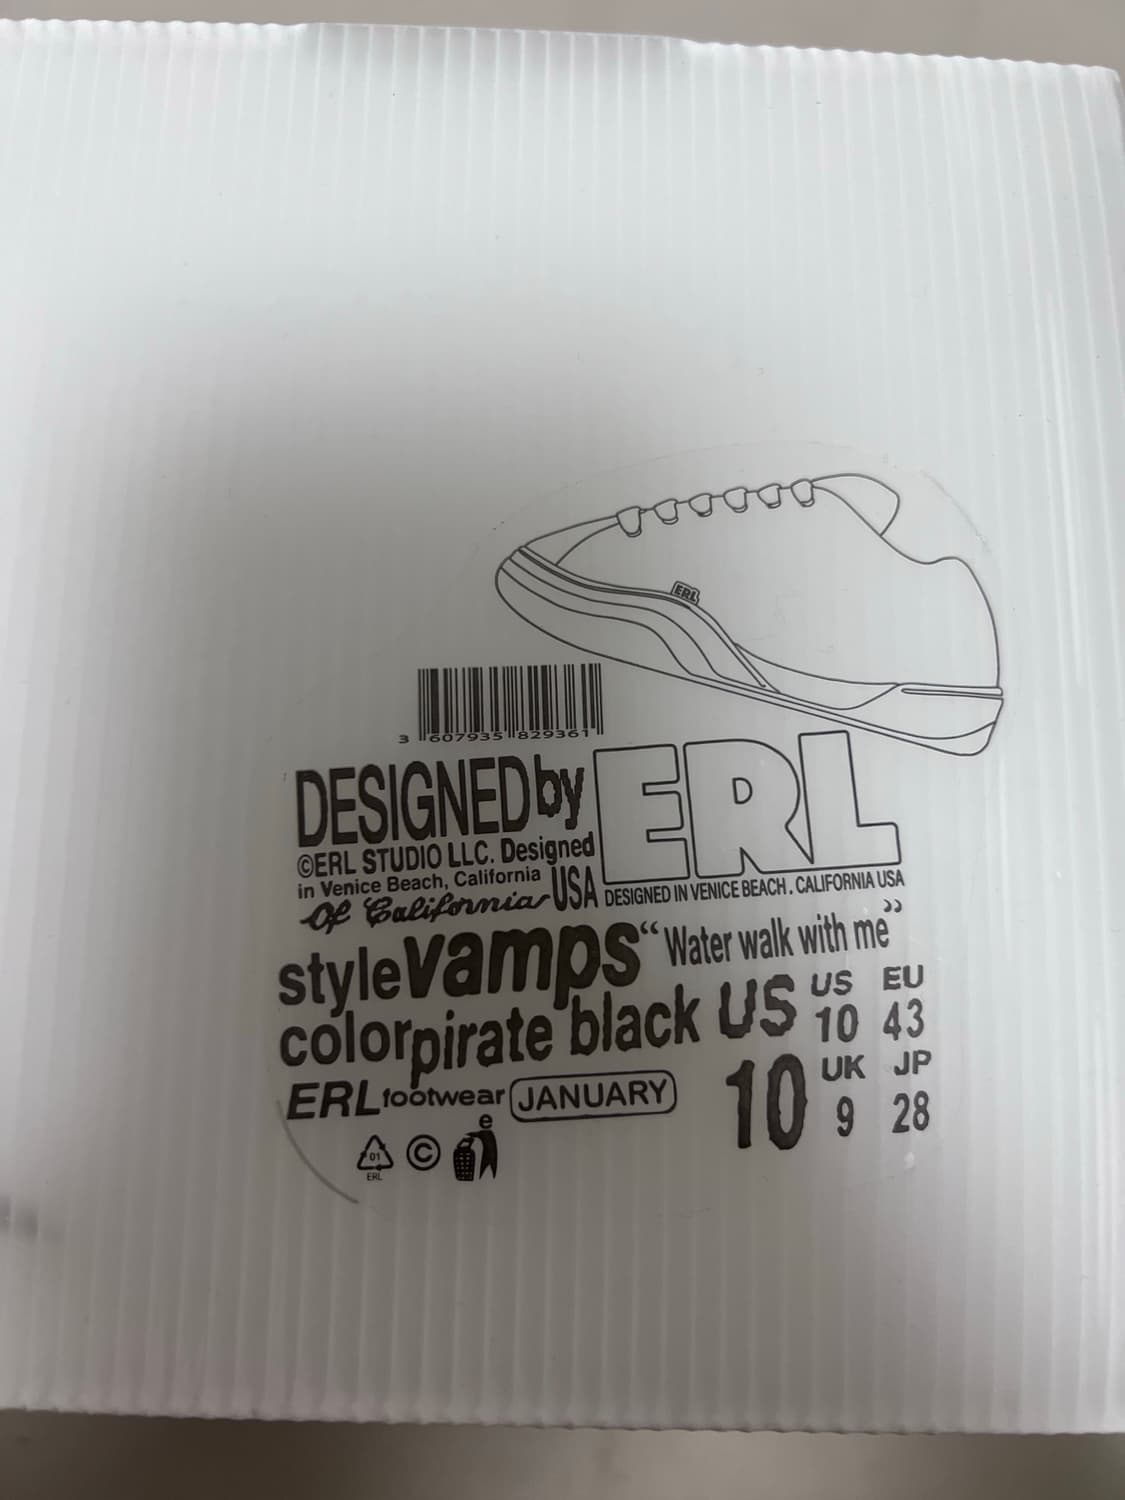 ERL
3 607935 829361
DESIGNED by ERL
©ERL STUDIO LLC. Designed
in Venice Beach, California
Of California USA
DESIGNED IN VENICE BEACH. CALIFORNIA USA
style vamps “Water walk with me”
color pirate black US 10
US 10 EU 43
UK 9 JP 28
ERL footwear JANUARY
e
01
ERL
©